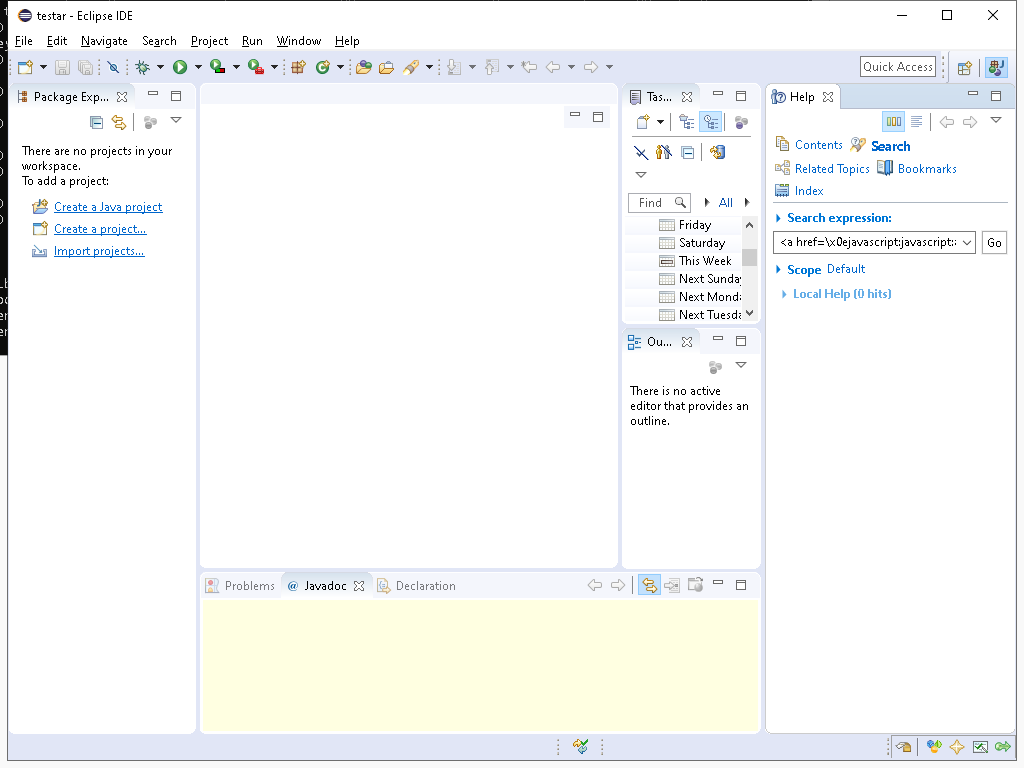 testar - Eclipse IDE
File Edit Navigate Search Project Run Window Help
Quick Access
Package Exp...
There are no projects in your
workspace.
To add a project:
Create a Java project
Create a project...
Import projects...
Tas...
Find
All
Friday
Saturday
This Week
Next Sunday
Next Monda
Next Tuesda
Ou...
There is no active
editor that provides an
outline.
Help
Contents
Search
Related Topics
Bookmarks
Index
Search expression:
<a href=\x0ejavascript:javascript:
Go
Scope Default
Local Help (0 hits)
Problems
@ Javadoc
Declaration